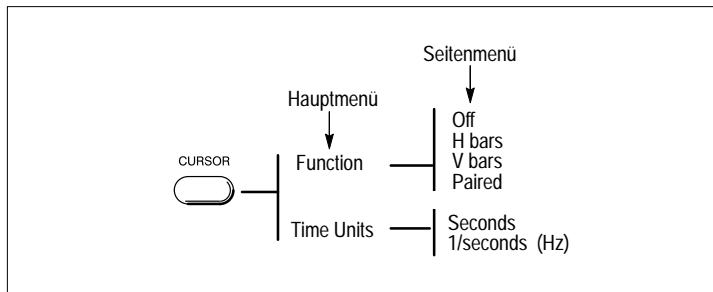 Seitenmenü
Hauptmenü
Off
H bars
V bars
Paired
CURSOR
Function
Time Units
Seconds
1/seconds (Hz)